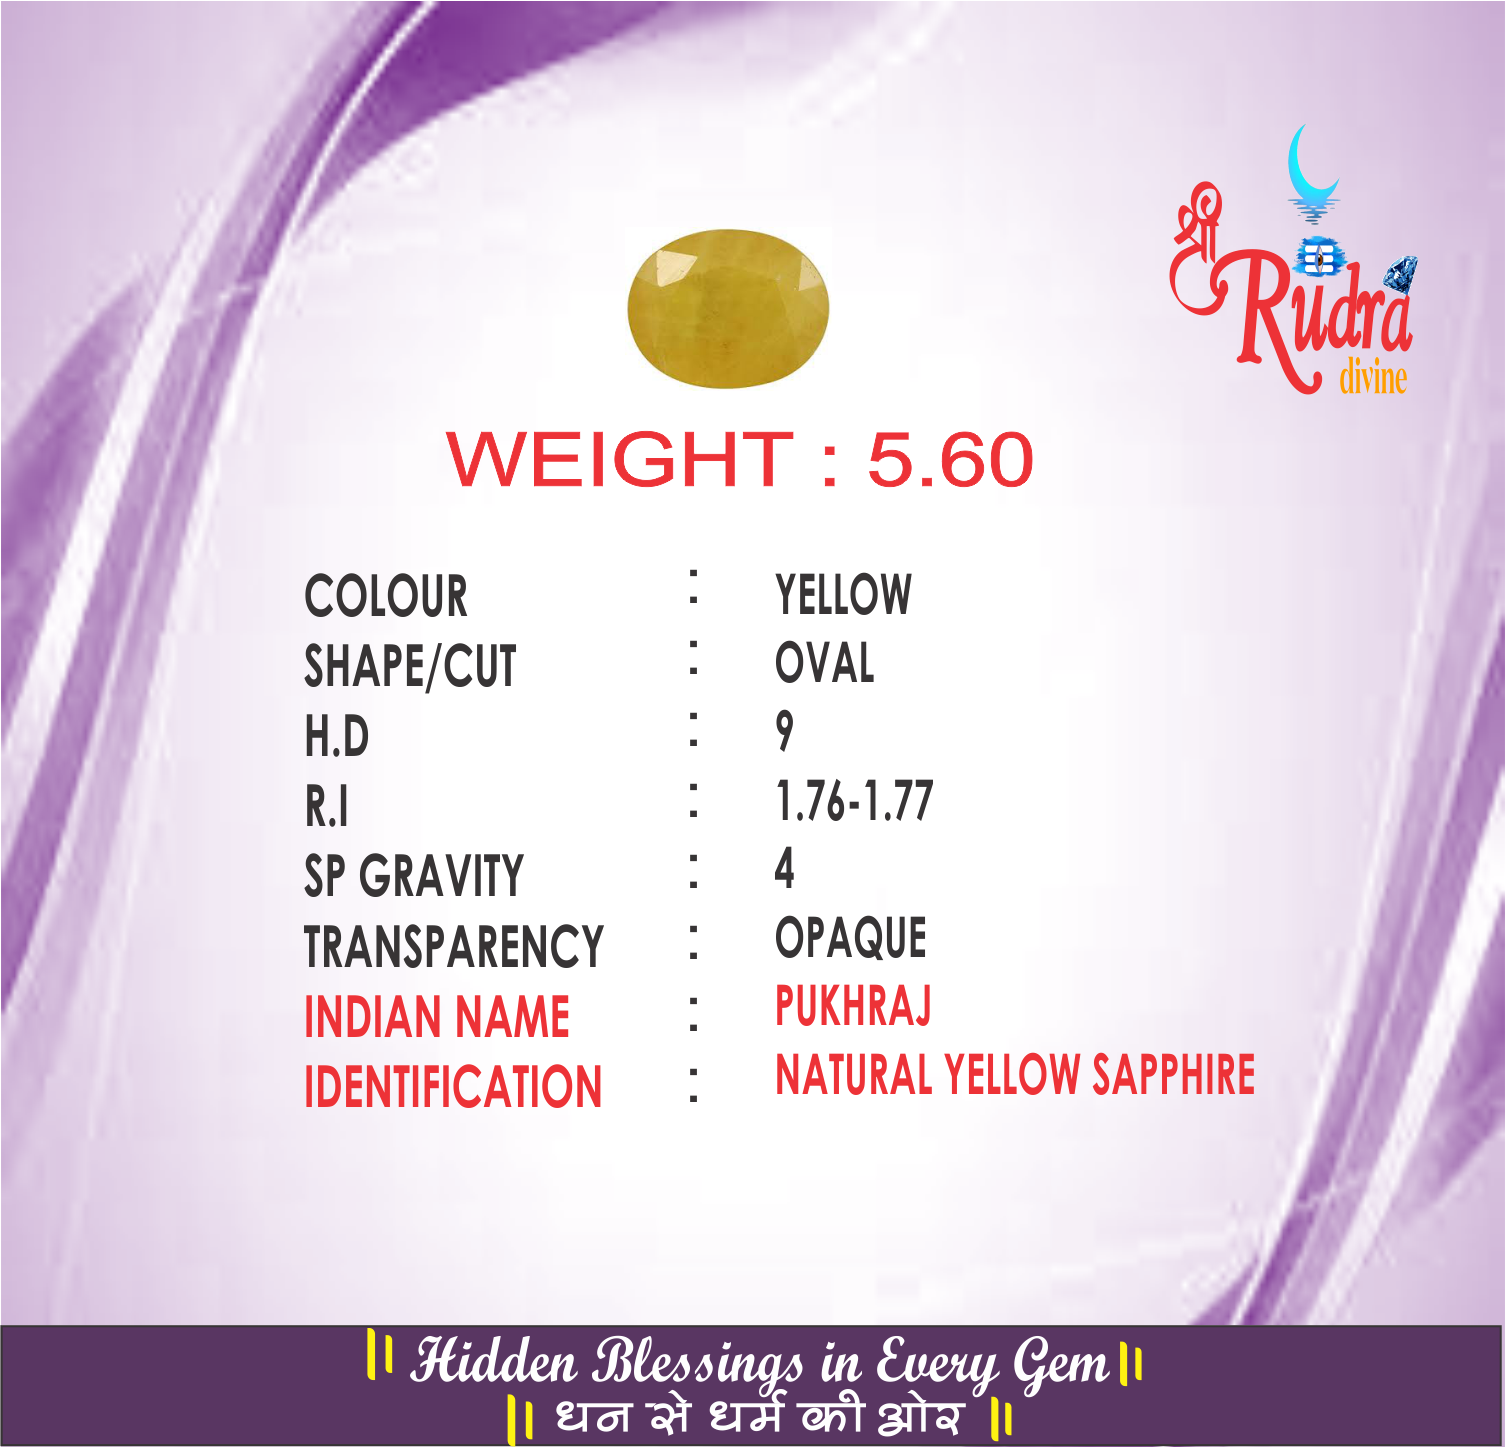 श्री
Rudra
divine
WEIGHT : 5.60
COLOUR : YELLOW
SHAPE/CUT : OVAL
H.D : 9
R.I : 1.76-1.77
SP GRAVITY : 4
TRANSPARENCY : OPAQUE
INDIAN NAME : PUKHRAJ
IDENTIFICATION : NATURAL YELLOW SAPPHIRE
|| Hidden Blessings in Every Gem ||
|| धन से धर्म की ओर ||